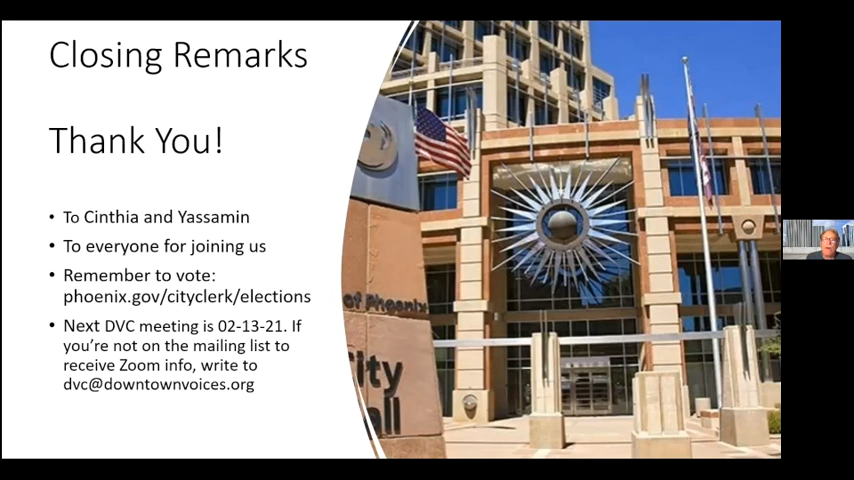 Closing Remarks
Thank You!
• To Cinthia and Yassamin
• To everyone for joining us
• Remember to vote:
phoenix.gov/cityclerk/elections
• Next DVC meeting is 02-13-21. If
you're not on the mailing list to
receive Zoom info, write to
dvc@downtownvoices.org
of Phoenix
City
all